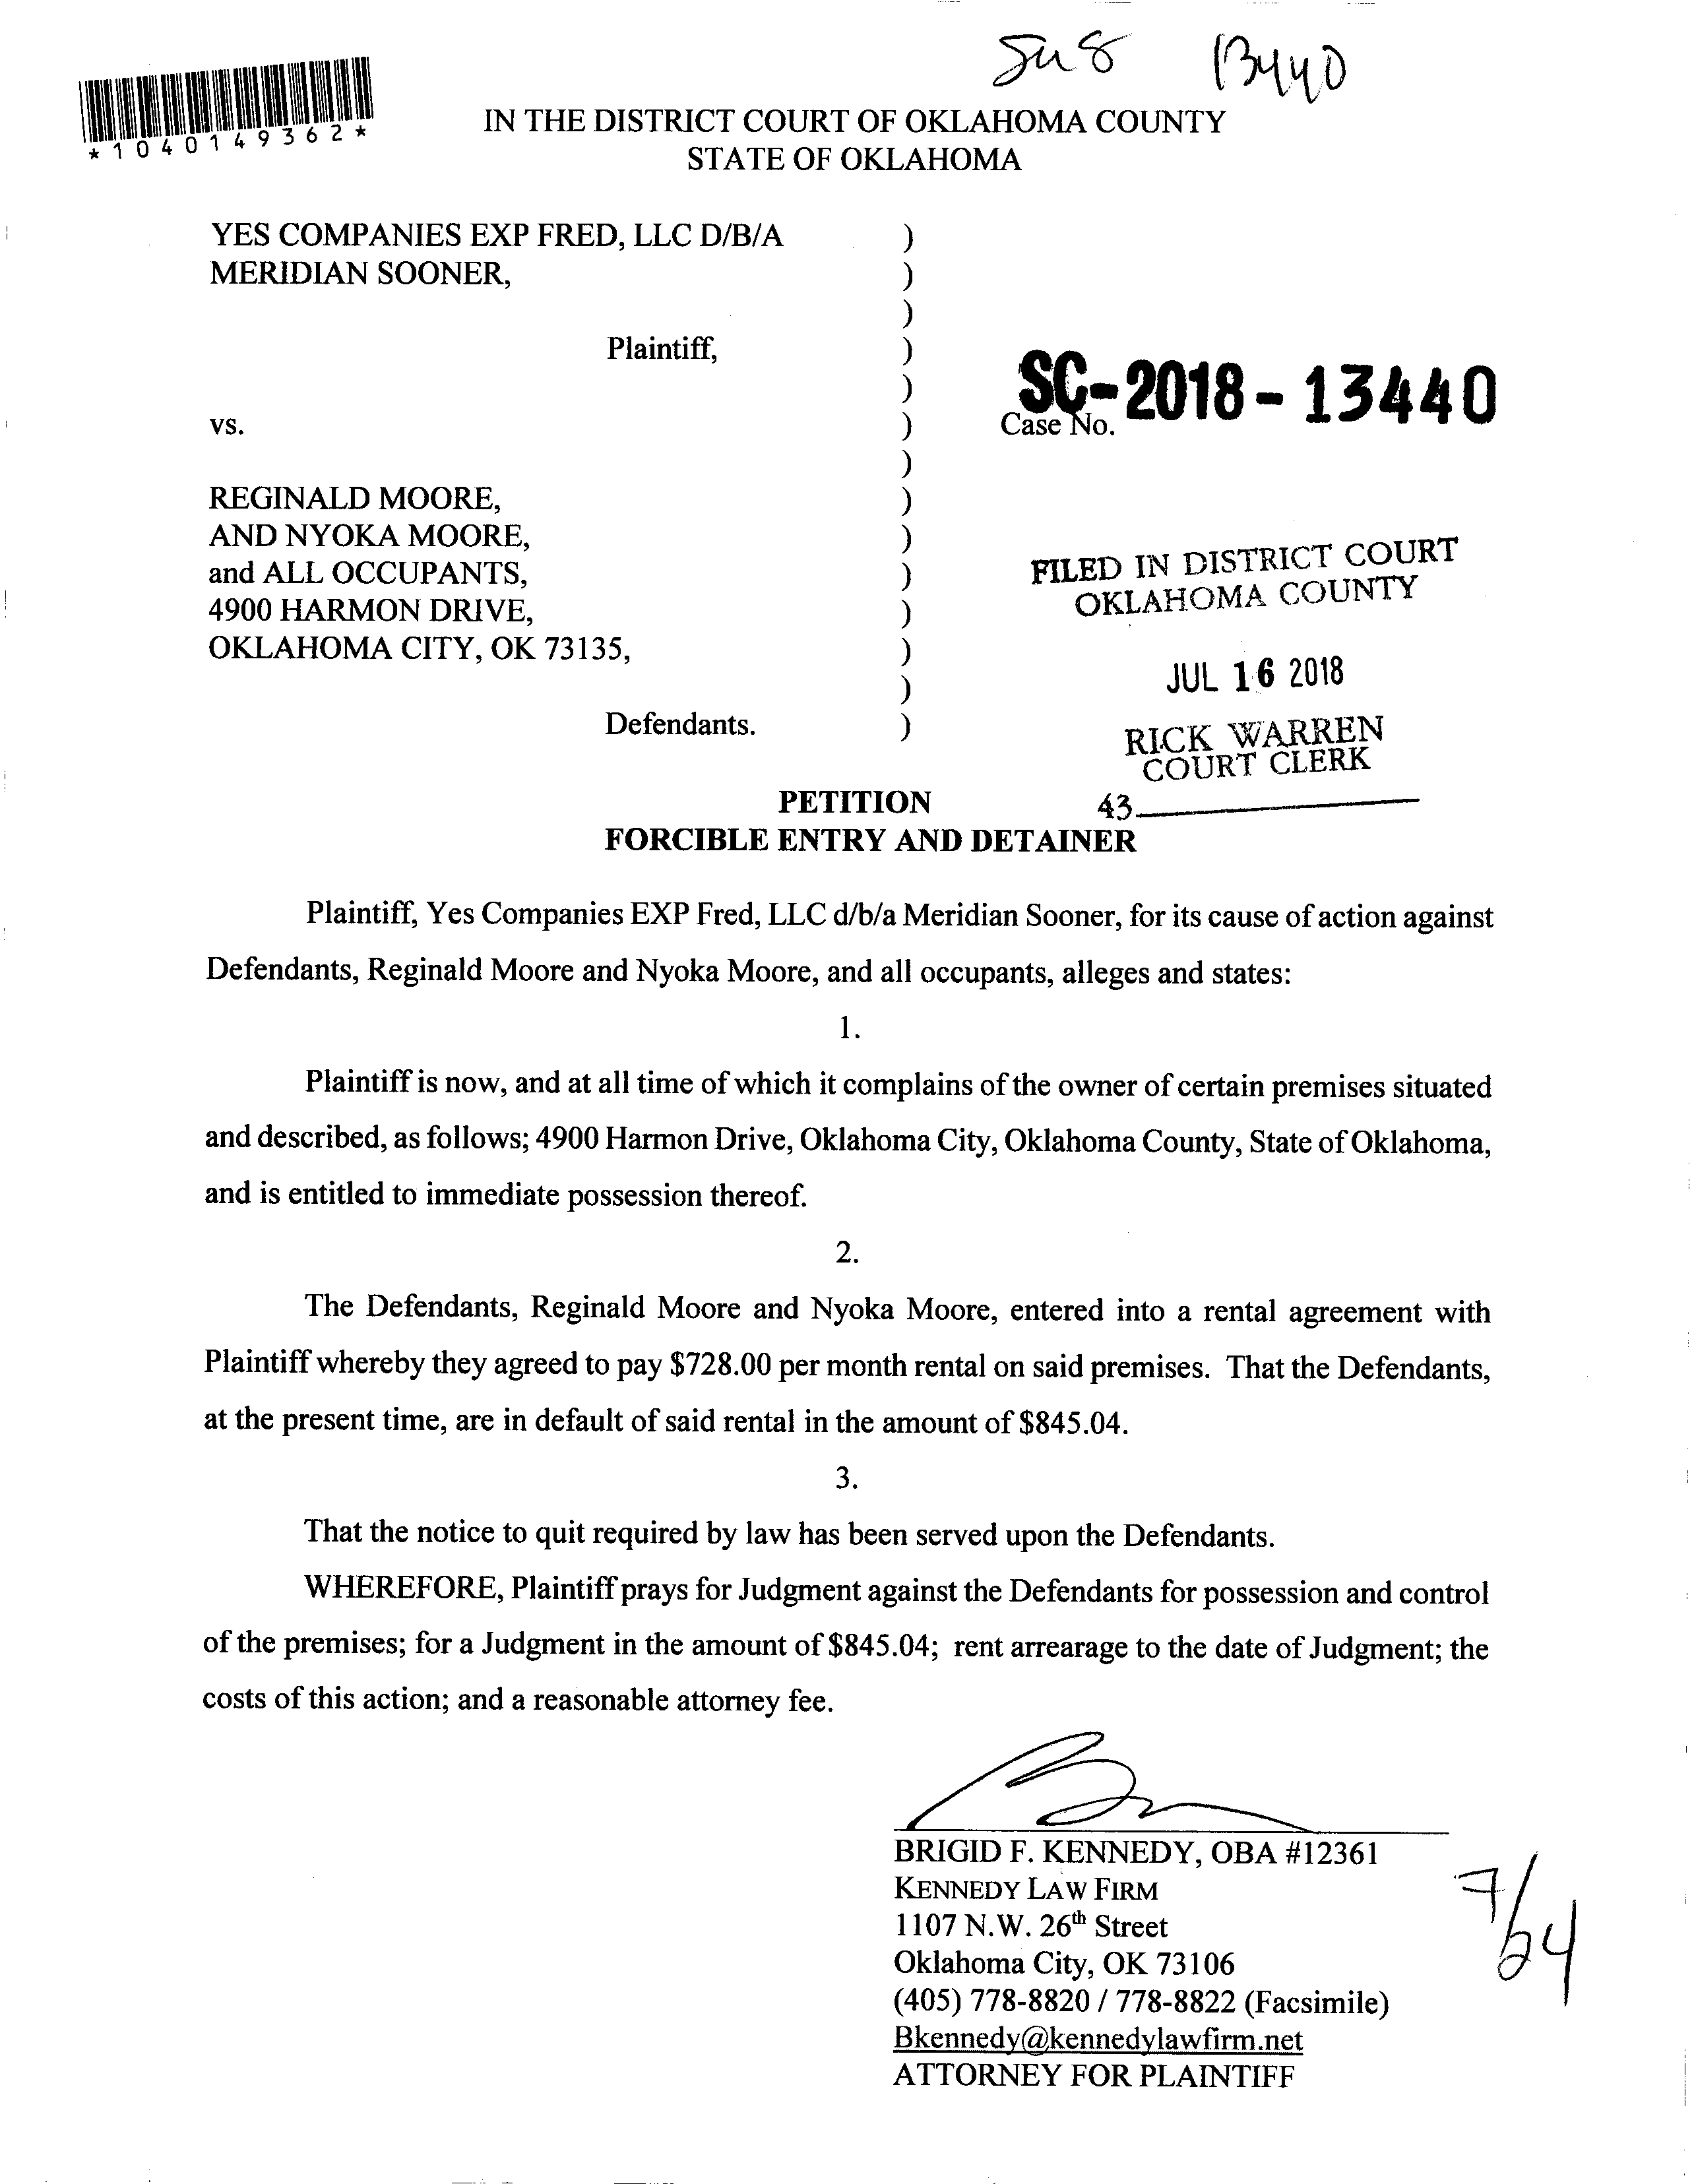 13440
*1040149362*
IN THE DISTRICT COURT OF OKLAHOMA COUNTY
STATE OF OKLAHOMA
YES COMPANIES EXP FRED, LLC D/B/A )
MERIDIAN SOONER, )
)
Plaintiff, )
)
vs. )
)
SC-2018-13440
Case No.
REGINALD MOORE, )
AND NYOKA MOORE, )
and ALL OCCUPANTS, )
4900 HARMON DRIVE, )
OKLAHOMA CITY, OK 73135, )
)
Defendants. )
FILED IN DISTRICT COURT
OKLAHOMA COUNTY
JUL 16 2018
RICK WARREN
COURT CLERK
43
PETITION
FORCIBLE ENTRY AND DETAINER
Plaintiff, Yes Companies EXP Fred, LLC d/b/a Meridian Sooner, for its cause of action against
Defendants, Reginald Moore and Nyoka Moore, and all occupants, alleges and states:
1.
Plaintiff is now, and at all time of which it complains of the owner of certain premises situated
and described, as follows; 4900 Harmon Drive, Oklahoma City, Oklahoma County, State of Oklahoma,
and is entitled to immediate possession thereof.
2.
The Defendants, Reginald Moore and Nyoka Moore, entered into a rental agreement with
Plaintiff whereby they agreed to pay $728.00 per month rental on said premises. That the Defendants,
at the present time, are in default of said rental in the amount of $845.04.
3.
That the notice to quit required by law has been served upon the Defendants.
WHEREFORE, Plaintiff prays for Judgment against the Defendants for possession and control
of the premises; for a Judgment in the amount of $845.04; rent arrearage to the date of Judgment; the
costs of this action; and a reasonable attorney fee.
BRIGID F. KENNEDY, OBA #12361
KENNEDY LAW FIRM
1107 N.W. 26th Street
Oklahoma City, OK 73106
(405) 778-8820 / 778-8822 (Facsimile)
Bkennedy@kennedylawfirm.net
ATTORNEY FOR PLAINTIFF
7/24